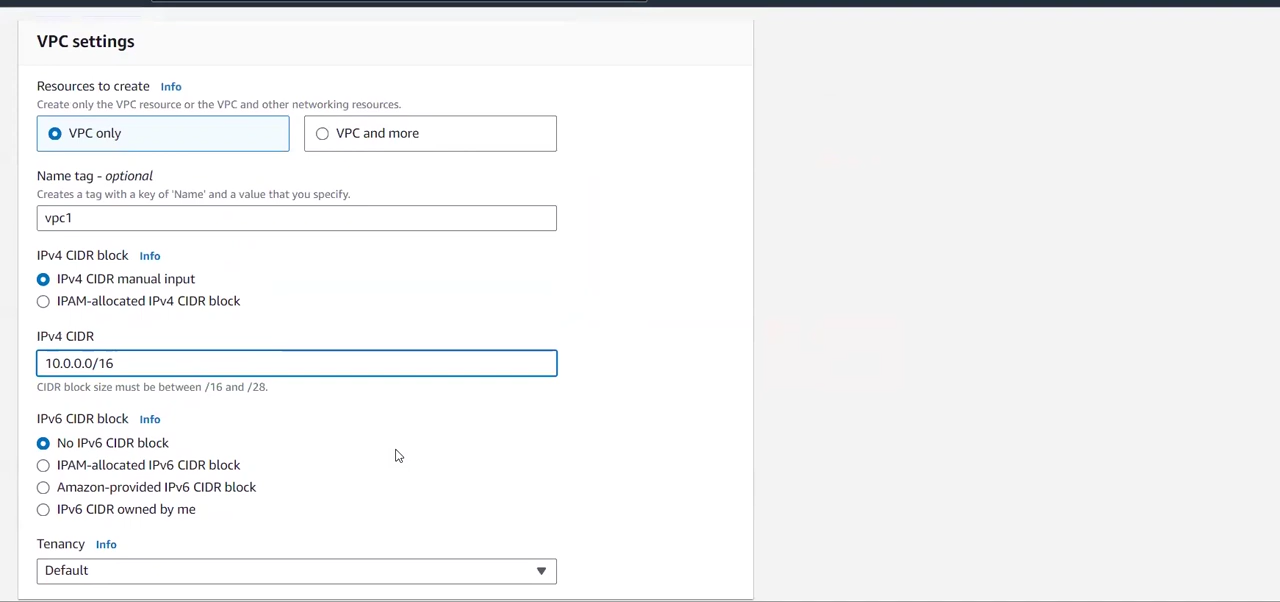 VPC settings
Resources to create Info
Create only the VPC resource or the VPC and other networking resources.
VPC only
VPC and more
Name tag - optional
Creates a tag with a key of 'Name' and a value that you specify.
vpc1
IPv4 CIDR block Info
IPv4 CIDR manual input
IPAM-allocated IPv4 CIDR block
IPv4 CIDR
10.0.0.0/16
CIDR block size must be between /16 and /28.
IPv6 CIDR block Info
No IPv6 CIDR block
IPAM-allocated IPv6 CIDR block
Amazon-provided IPv6 CIDR block
IPv6 CIDR owned by me
Tenancy Info
Default